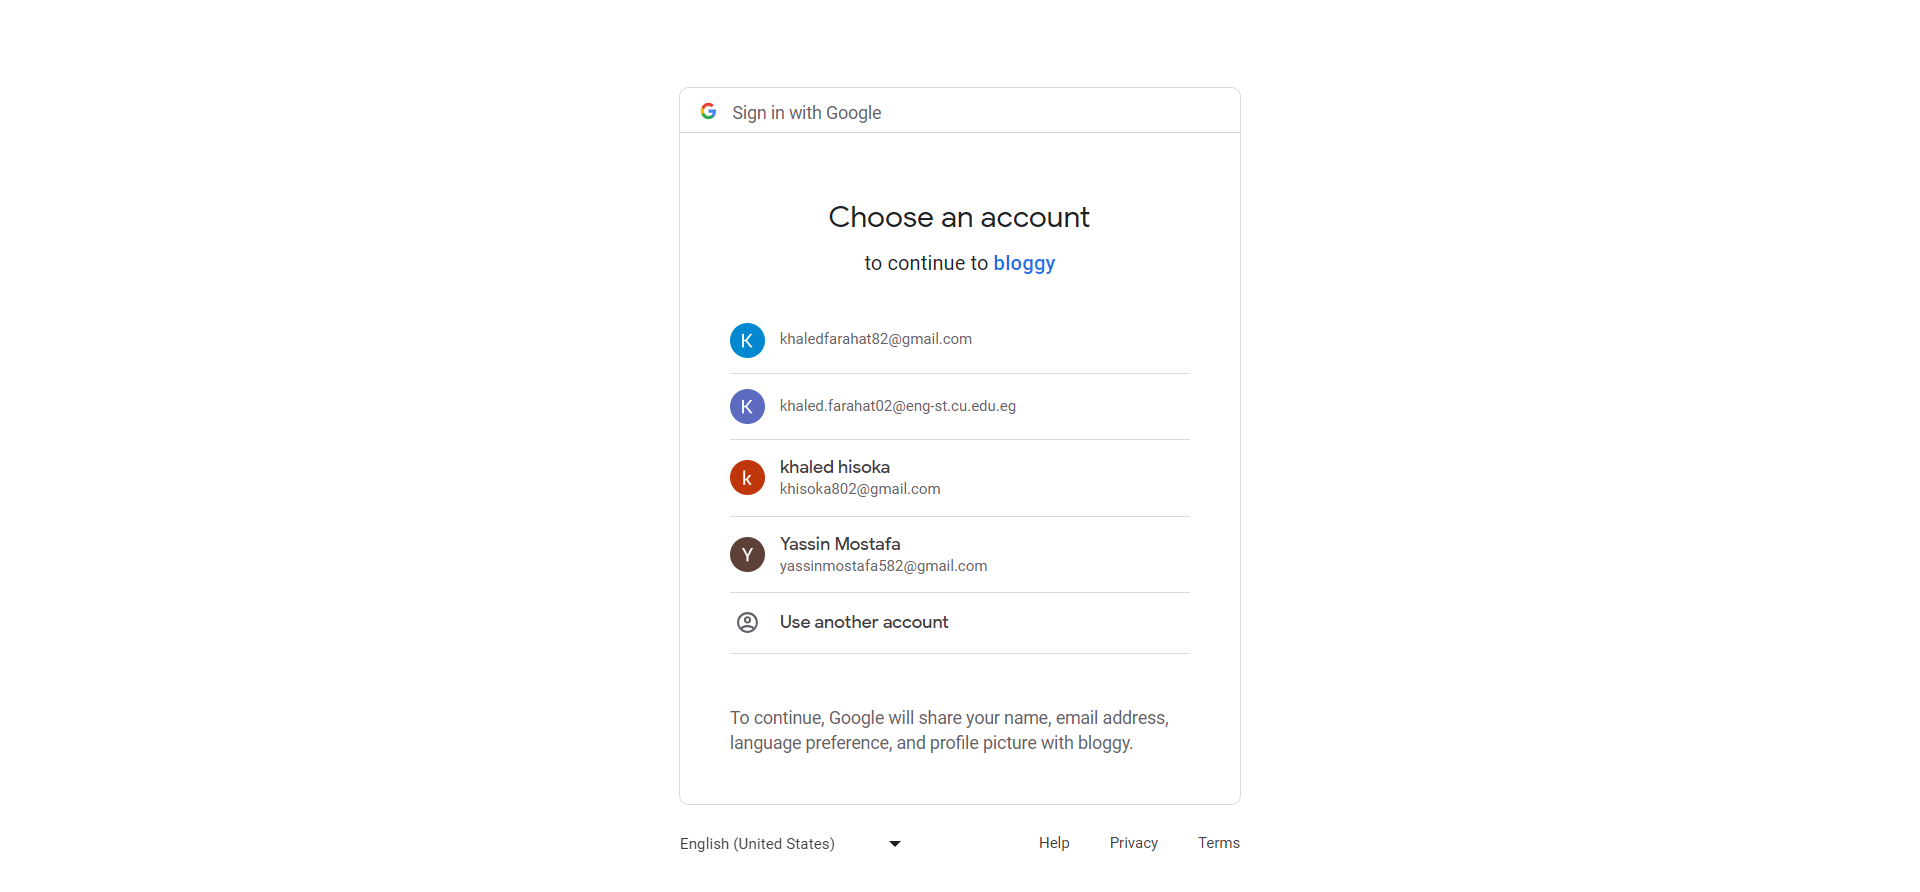 Sign in with Google
Choose an account
to continue to bloggy
K
khaledfarahat82@gmail.com
K
khaled.farahat02@eng-st.cu.edu.eg
k
khaled hisoka
khisoka802@gmail.com
Y
Yassin Mostafa
yassinmostafa582@gmail.com
Use another account
To continue, Google will share your name, email address,
language preference, and profile picture with bloggy.
English (United States)
Help Privacy Terms